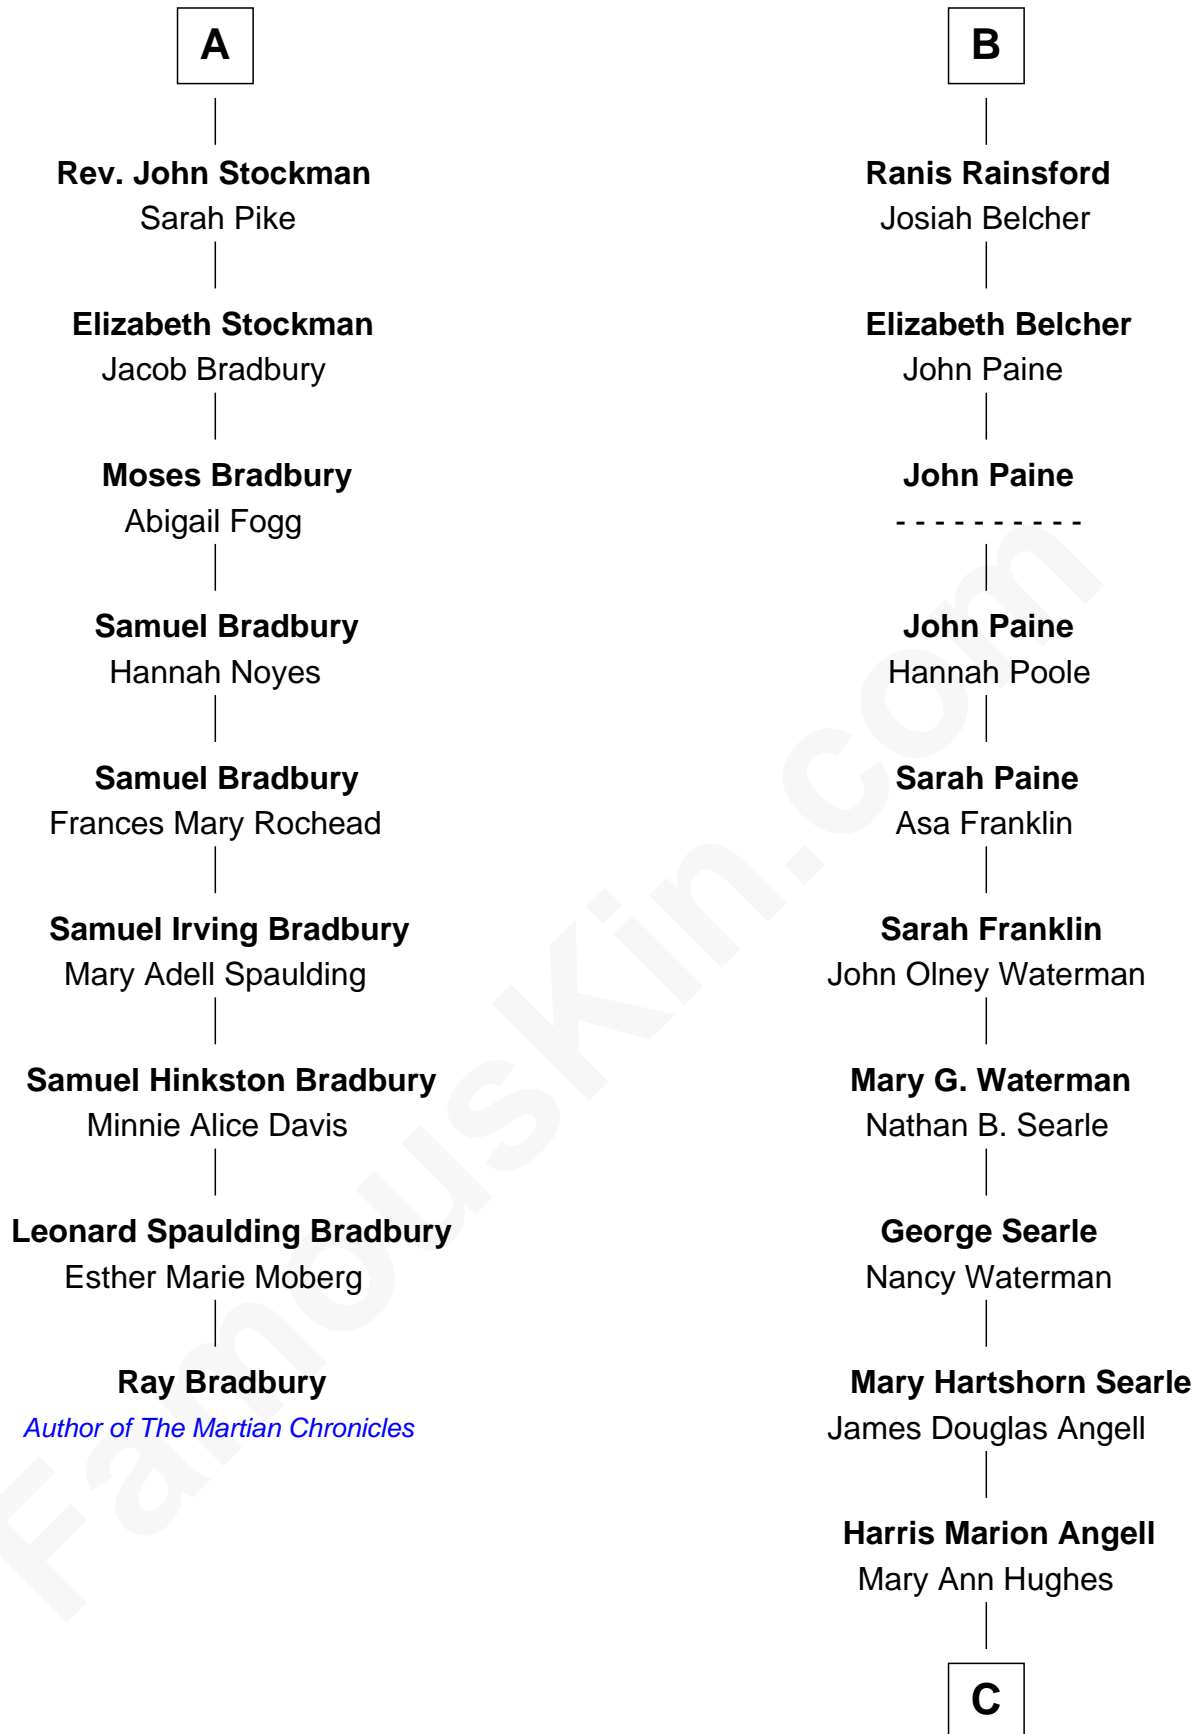 A
Rev. John Stockman
Sarah Pike
Elizabeth Stockman
Jacob Bradbury
Moses Bradbury
Abigail Fogg
Samuel Bradbury
Hannah Noyes
Samuel Bradbury
Frances Mary Rochead
Samuel Irving Bradbury
Mary Adell Spaulding
Samuel Hinkston Bradbury
Minnie Alice Davis
Leonard Spaulding Bradbury
Esther Marie Moberg
Ray Bradbury
Author of The Martian Chronicles
B
Ranis Rainsford
Josiah Belcher
Elizabeth Belcher
John Paine
John Paine
- - - - - - - - - -
John Paine
Hannah Poole
Sarah Paine
Asa Franklin
Sarah Franklin
John Olney Waterman
Mary G. Waterman
Nathan B. Searle
George Searle
Nancy Waterman
Mary Hartshorn Searle
James Douglas Angell
Harris Marion Angell
Mary Ann Hughes
C
FamousKin.com